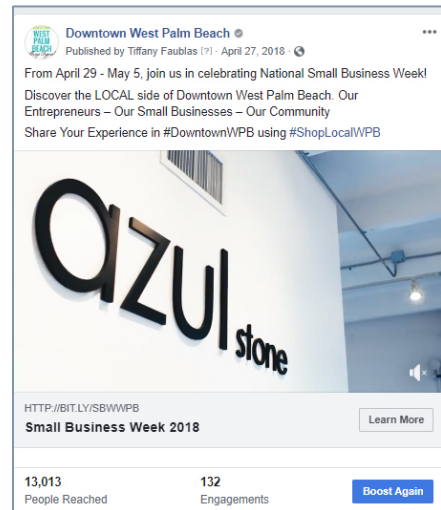 WEST
PALM
BEACH
Downtown West Palm Beach
Published by Tiffany Faublas [?] · April 27, 2018 ·
From April 29 - May 5, join us in celebrating National Small Business Week!
Discover the LOCAL side of Downtown West Palm Beach. Our
Entrepreneurs – Our Small Businesses – Our Community
Share Your Experience in #DowntownWPB using #ShopLocalWPB
azul stone
HTTP://BIT.LY/SBWWPB
Small Business Week 2018
Learn More
13,013
People Reached
132
Engagements
Boost Again